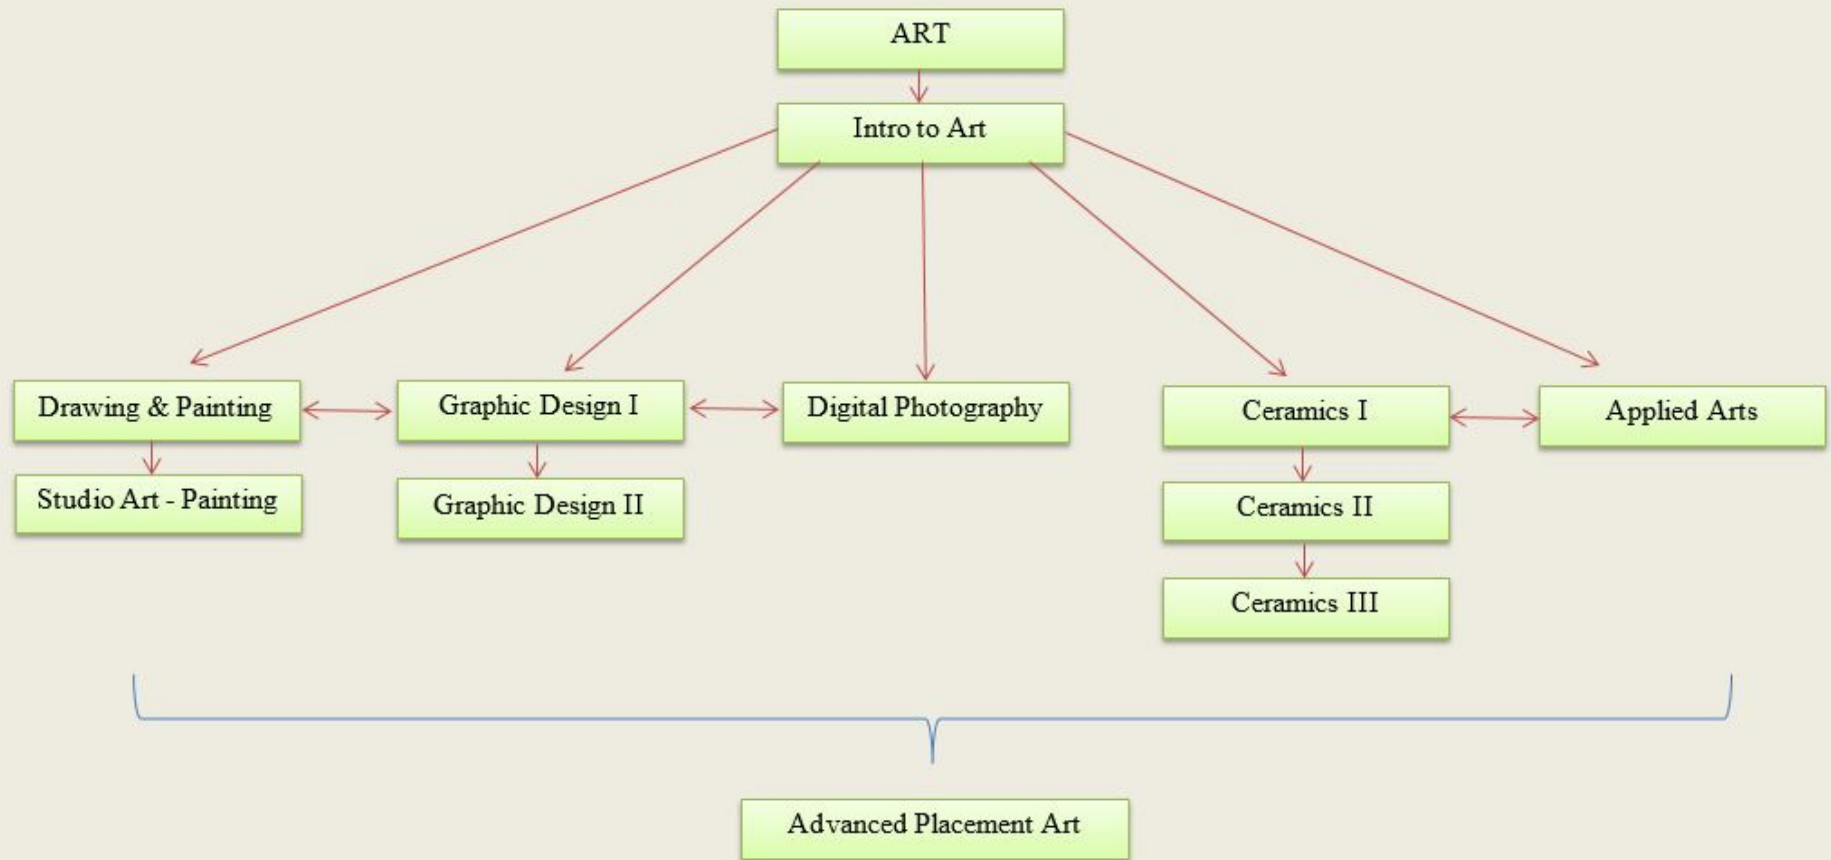 ART
Intro to Art
Drawing & Painting
Graphic Design I
Digital Photography
Ceramics I
Applied Arts
Studio Art - Painting
Graphic Design II
Ceramics II
Ceramics III
Advanced Placement Art